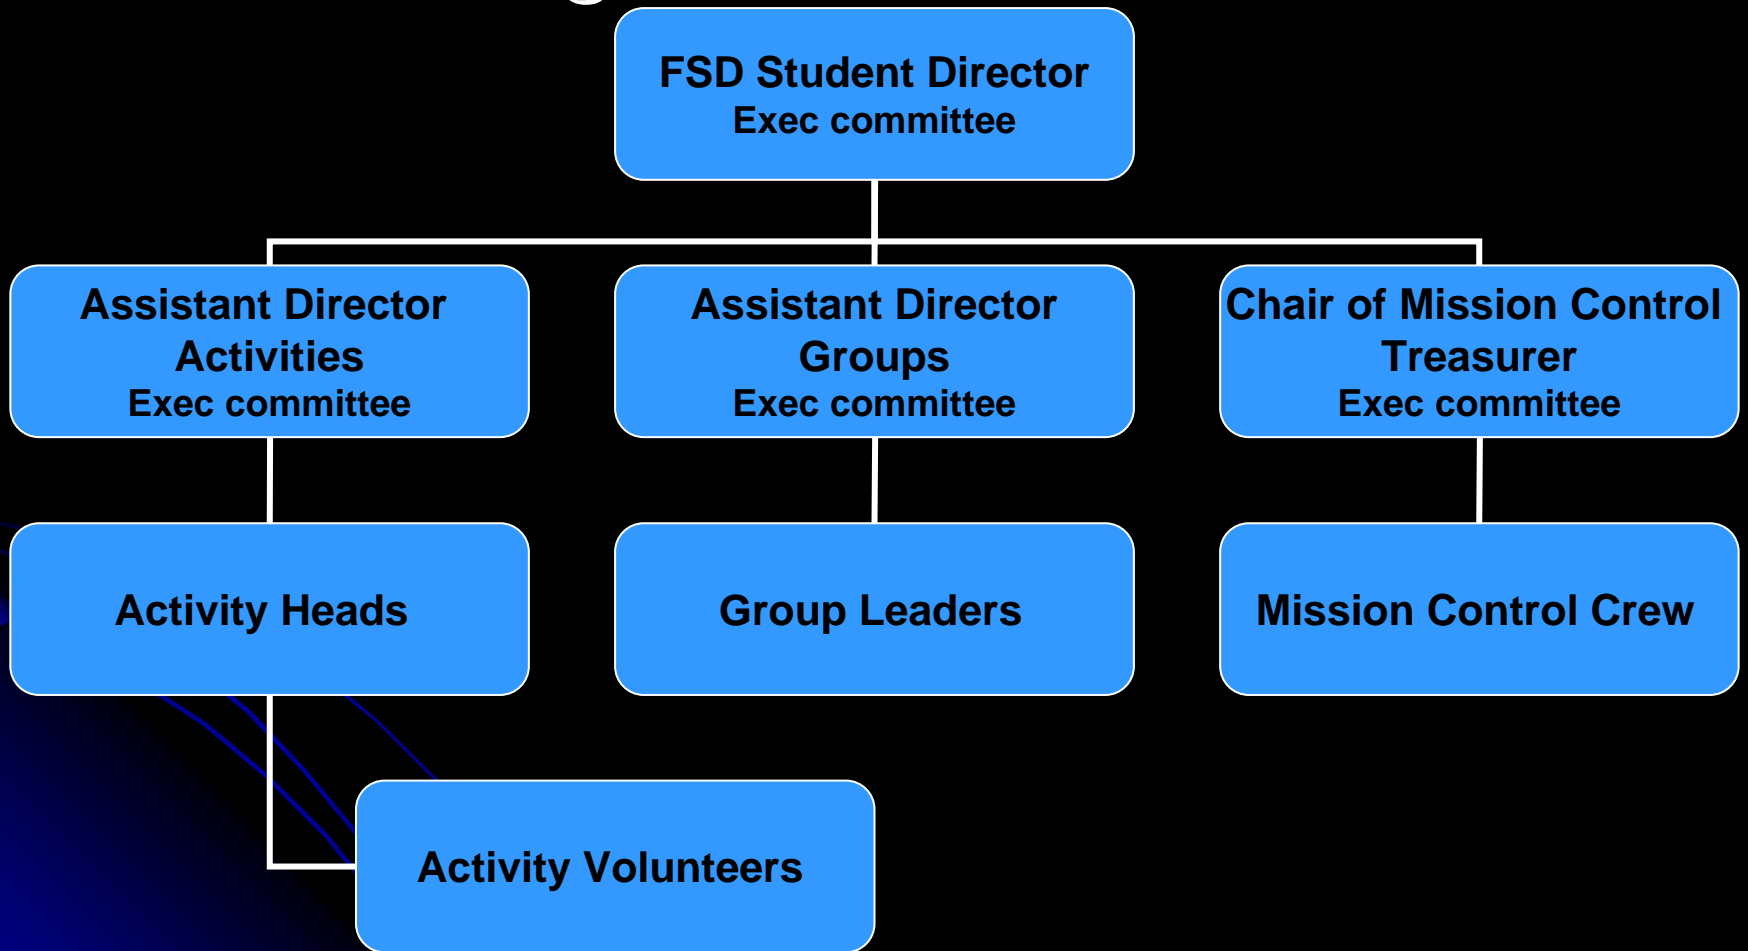 FSD Student Director
Exec committee
Assistant Director
Activities
Exec committee
Assistant Director
Groups
Exec committee
Chair of Mission Control
Treasurer
Exec committee
Activity Heads
Group Leaders
Mission Control Crew
Activity Volunteers